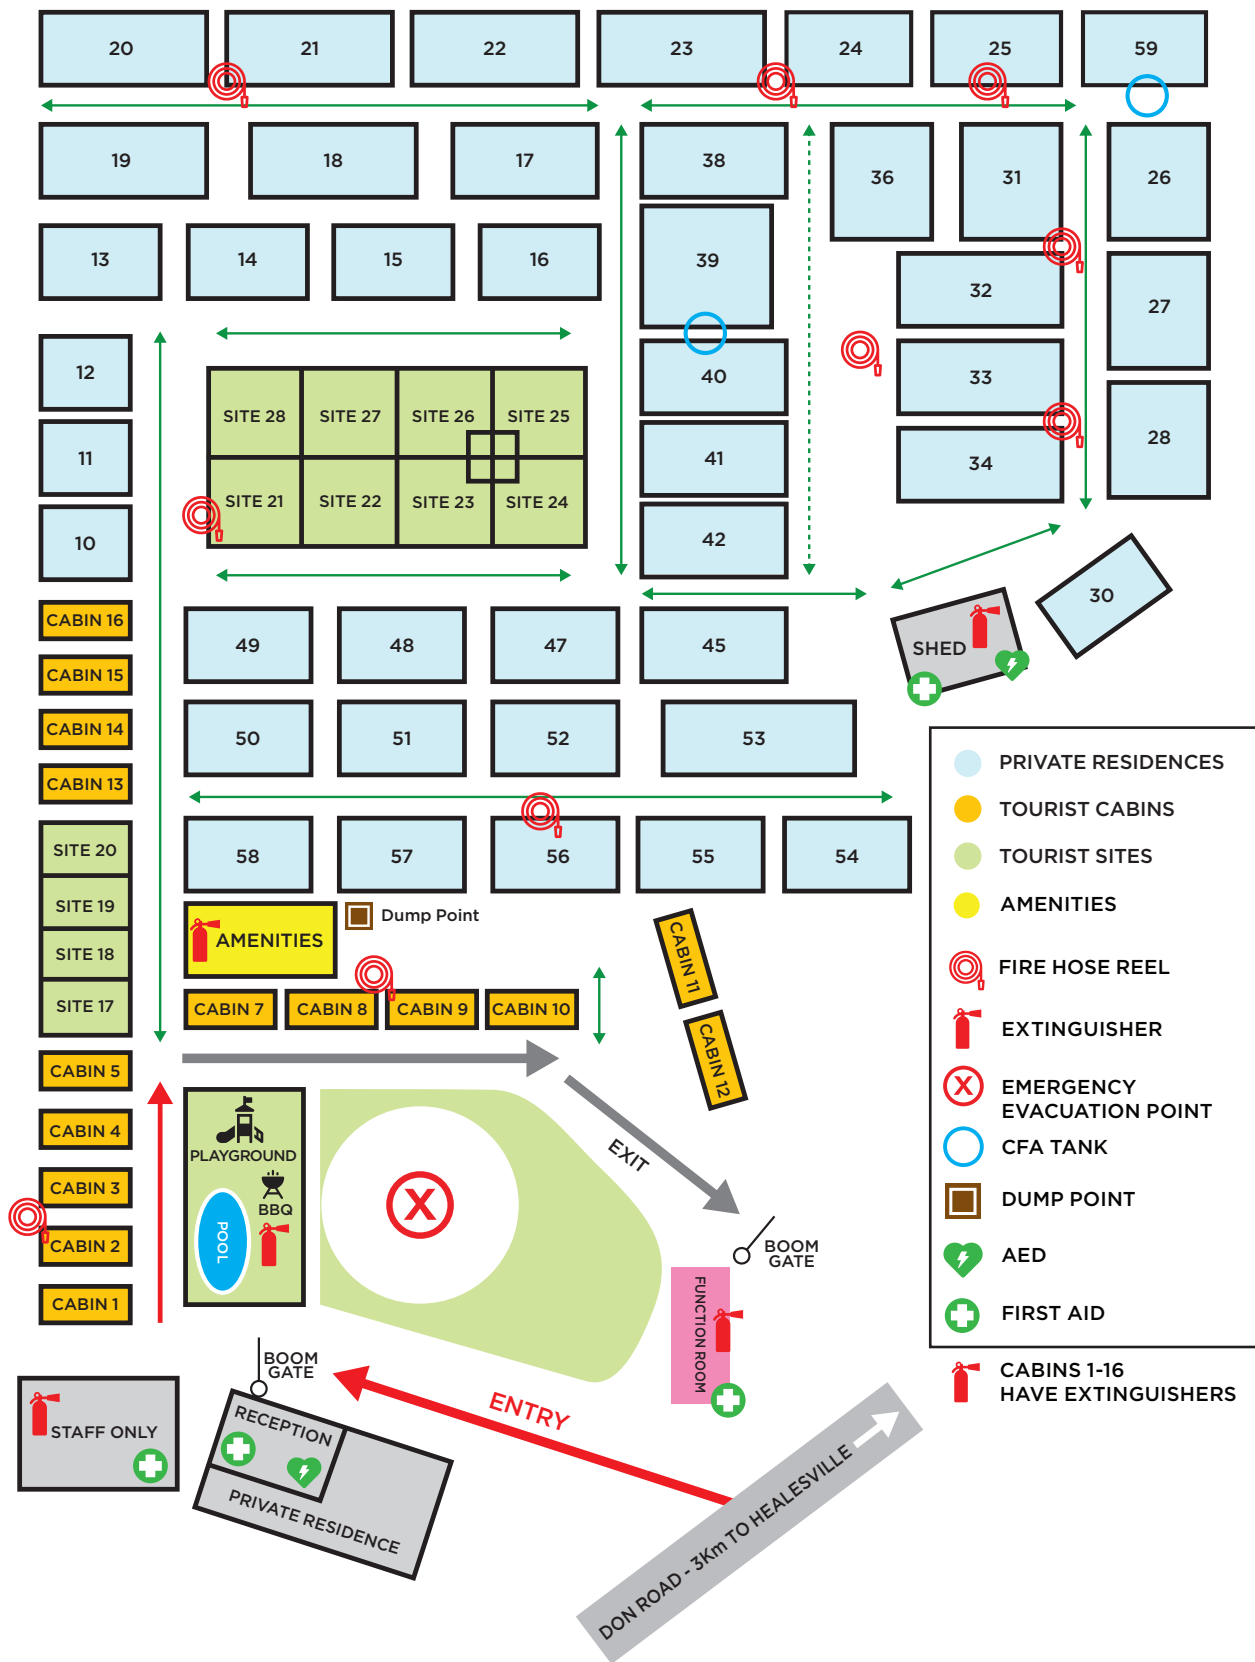 20
21
22
23
24
25
59
19
18
17
38
36
31
26
13
14
15
16
39
32
27
12
40
33
28
SITE 28
SITE 27
SITE 26
SITE 25
11
41
34
SITE 21
SITE 22
SITE 23
SITE 24
10
42
30
CABIN 16
49
48
47
45
SHED
CABIN 15
CABIN 14
50
51
52
53
CABIN 13
SITE 20
58
57
56
55
54
SITE 19
Dump Point
AMENITIES
SITE 18
CABIN 11
SITE 17
CABIN 7
CABIN 8
CABIN 9
CABIN 10
CABIN 12
CABIN 5
CABIN 4
PLAYGROUND
EXIT
CABIN 3
BBQ
X
POOL
CABIN 2
BOOM
GATE
CABIN 1
FUNCTION ROOM
BOOM
GATE
ENTRY
STAFF ONLY
RECEPTION
PRIVATE RESIDENCE
DON ROAD - 3Km TO HEALESVILLE
PRIVATE RESIDENCES
TOURIST CABINS
TOURIST SITES
AMENITIES
FIRE HOSE REEL
EXTINGUISHER
X
EMERGENCY
EVACUATION POINT
CFA TANK
DUMP POINT
AED
FIRST AID
CABINS 1-16
HAVE EXTINGUISHERS